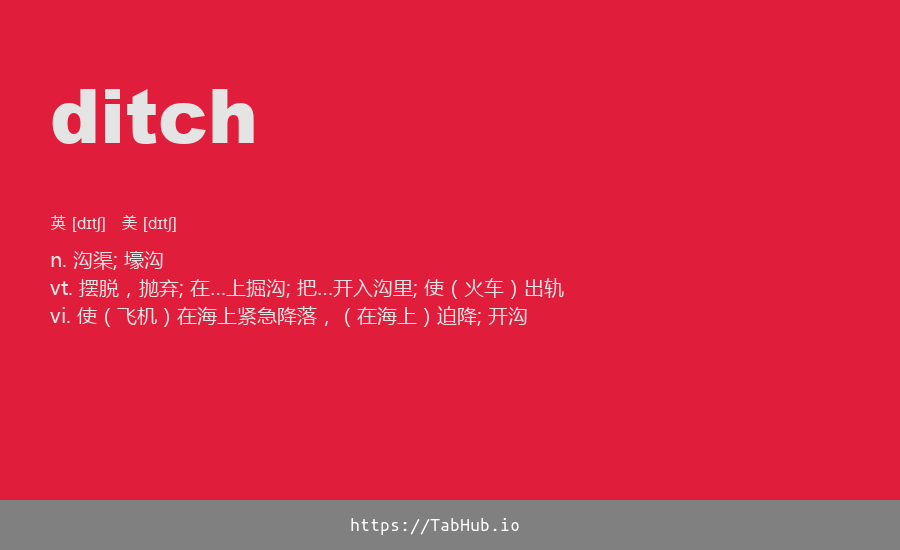 ditch
英 [dɪtʃ] 美 [dɪtʃ]
n. 沟渠; 壕沟
vt. 摆脱，抛弃; 在...上掘沟; 把...开入沟里; 使（火车）出轨
vi. 使（飞机）在海上紧急降落，（在海上）迫降; 开沟
https://TabHub.io